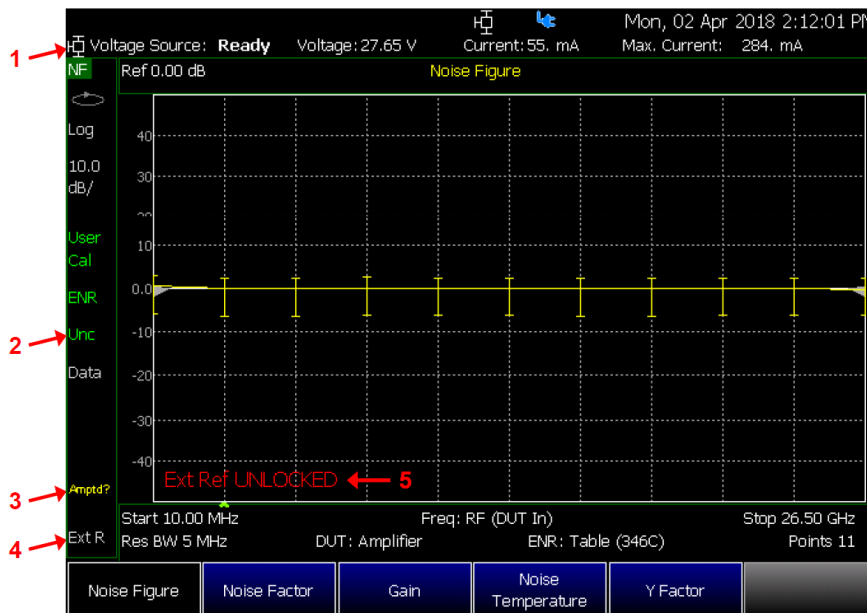 Mon, 02 Apr 2018 2:12:01 PM
1
Voltage Source: Ready Voltage: 27.65 V Current: 55. mA Max. Current: 284. mA
NF
Ref 0.00 dB
Noise Figure
Log
10.0
dB/
User
Cal
ENR
2
Unc
Data
3
Amptd?
4
Ext R
40
30
20
10
0.0
-10
-20
-30
-40
Ext Ref UNLOCKED
5
Start 10.00 MHz
Freq: RF (DUT In)
Stop 26.50 GHz
Res BW 5 MHz
DUT: Amplifier
ENR: Table (346C)
Points 11
Noise Figure
Noise Factor
Gain
Noise
Temperature
Y Factor